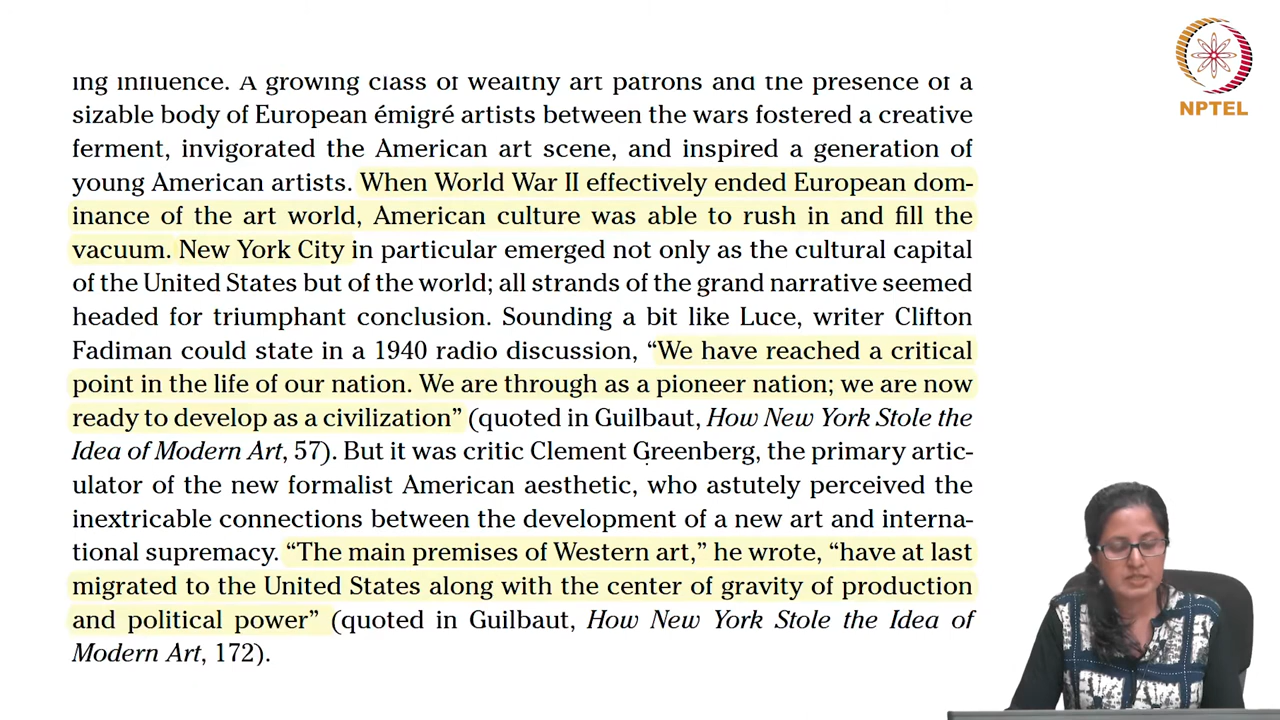 ing influence. A growing class of wealthy art patrons and the presence of a
sizable body of European émigré artists between the wars fostered a creative
ferment, invigorated the American art scene, and inspired a generation of
young American artists. When World War II effectively ended European dom-
inance of the art world, American culture was able to rush in and fill the
vacuum. New York City in particular emerged not only as the cultural capital
of the United States but of the world; all strands of the grand narrative seemed
headed for triumphant conclusion. Sounding a bit like Luce, writer Clifton
Fadiman could state in a 1940 radio discussion, “We have reached a critical
point in the life of our nation. We are through as a pioneer nation; we are now
ready to develop as a civilization” (quoted in Guilbaut, How New York Stole the
Idea of Modern Art, 57). But it was critic Clement Greenberg, the primary artic-
ulator of the new formalist American aesthetic, who astutely perceived the
inextricable connections between the development of a new art and interna-
tional supremacy. “The main premises of Western art,” he wrote, “have at last
migrated to the United States along with the center of gravity of production
and political power” (quoted in Guilbaut, How New York Stole the Idea of
Modern Art, 172).
NPTEL